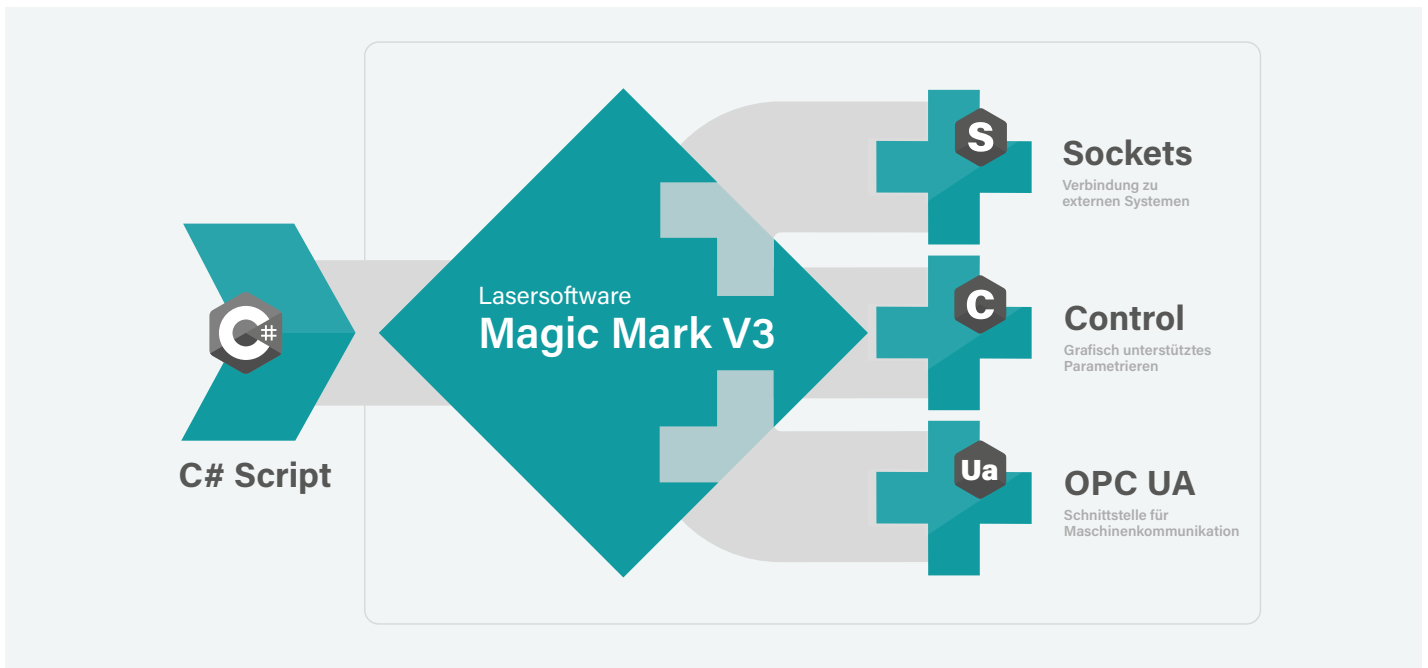 C#
C# Script
Lasersoftware
Magic Mark V3
S
Sockets
Verbindung zu
externen Systemen
C
Control
Grafisch unterstütztes
Parametrieren
Ua
OPC UA
Schnittstelle für
Maschinenkommunikation